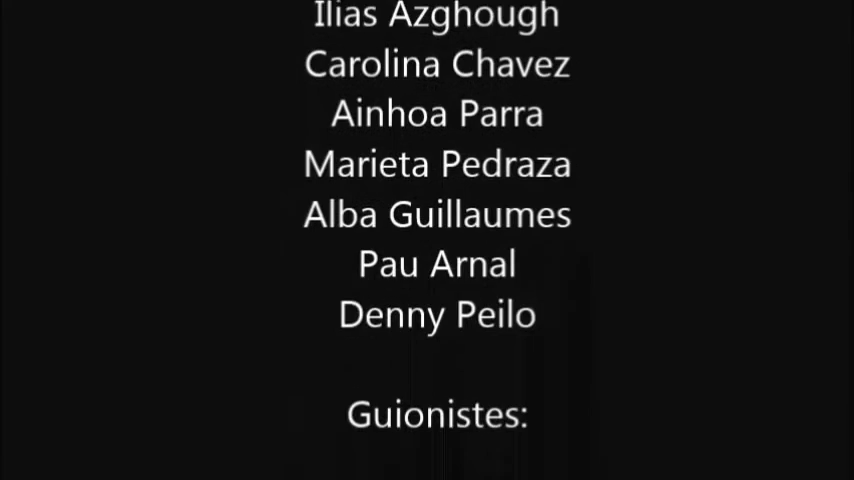 Ilias Azghough
Carolina Chavez
Ainhoa Parra
Marieta Pedraza
Alba Guillaumes
Pau Arnal
Denny Peilo
Guionistes: